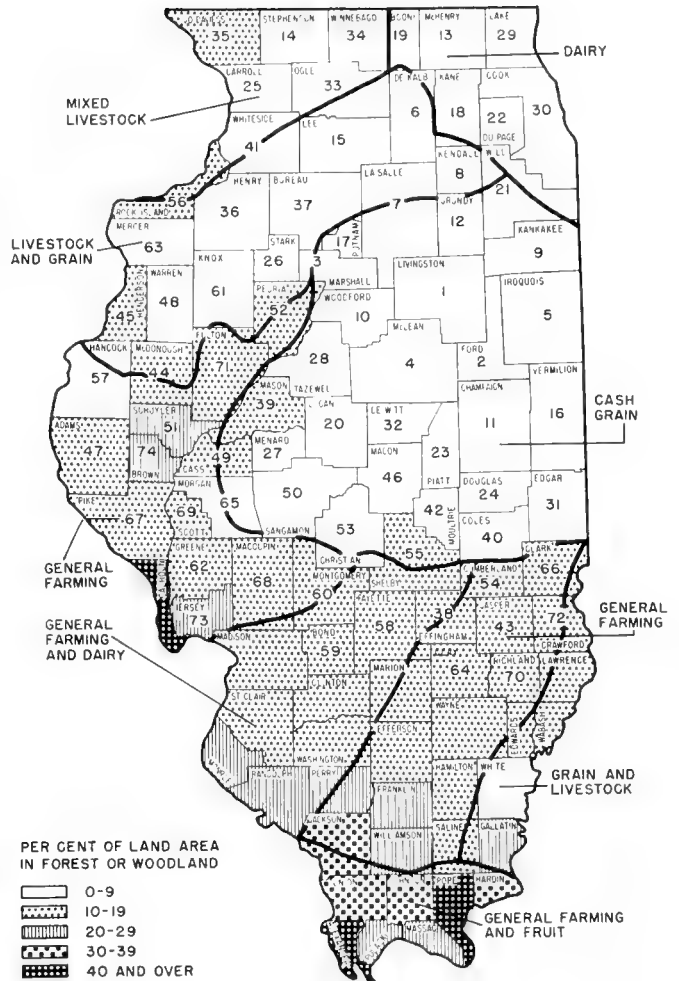 STEPHENSON
WINNEBAGO
MCHENRY
LAKE
35
14
34
19
13
29
DAIRY
CARROLL
OGLE
DE KALB
KANE
COOK
25
33
6
18
22
30
MIXED
LIVESTOCK
WHITESIDE
LEE
DU PAGE
41
15
KENDALL
WILL
8
21
HENRY
BUREAU
LA SALLE
56
ROCK ISLAND
36
37
7
GRUNDY
12
MERCER
63
LIVESTOCK
AND GRAIN
STARK
26
17
PUTNAM
3
KANKAKEE
9
KNOX
61
WARREN
48
MARSHALL
LIVINGSTON
1
IROQUOIS
5
HENDERSON
45
PEORIA
52
WOODFORD
10
MCLEAN
4
FORD
2
HANCOCK
57
MCDONOUGH
44
FULTON
71
28
TAZEWEL
MASON
39
CHAMPAIGN
11
VERMILION
16
CASH
GRAIN
ADAMS
47
SCHUYLER
51
20
32
MENARD
27
MACON
46
23
PIATT
74
BROWN
49
CASS
MORGAN
65
50
SANGAMON
DOUGLAS
24
EDGAR
31
PIKE
67
69
SCOTT
53
CHRISTIAN
42
MOULTRIE
COLES
40
GENERAL
FARMING
GREENE
62
MACOUPIN
68
MONTGOMERY
60
55
SHELBY
CUMBERLAND
54
CLARK
66
JERSEY
73
GENERAL
FARMING
AND DAIRY
MADISON
BOND
59
FAYETTE
58
38
EFFINGHAM
JASPER
43
72
CRAWFORD
GENERAL
FARMING
CLINTON
MARION
CLAY
64
RICHLAND
70
LAWRENCE
ST CLAIR
WAYNE
EDWARDS
WABASH
WASHINGTON
JEFFERSON
RANDOLPH
PERRY
HAMILTON
WHITE
GRAIN AND
LIVESTOCK
FRANKLIN
JACKSON
WILLIAMSON
SALINE
GALLATIN
POPE
HARDIN
GENERAL FARMING
AND FRUIT
PER CENT OF LAND AREA
IN FOREST OR WOODLAND
0-9
10-19
20-29
30-39
40 AND OVER